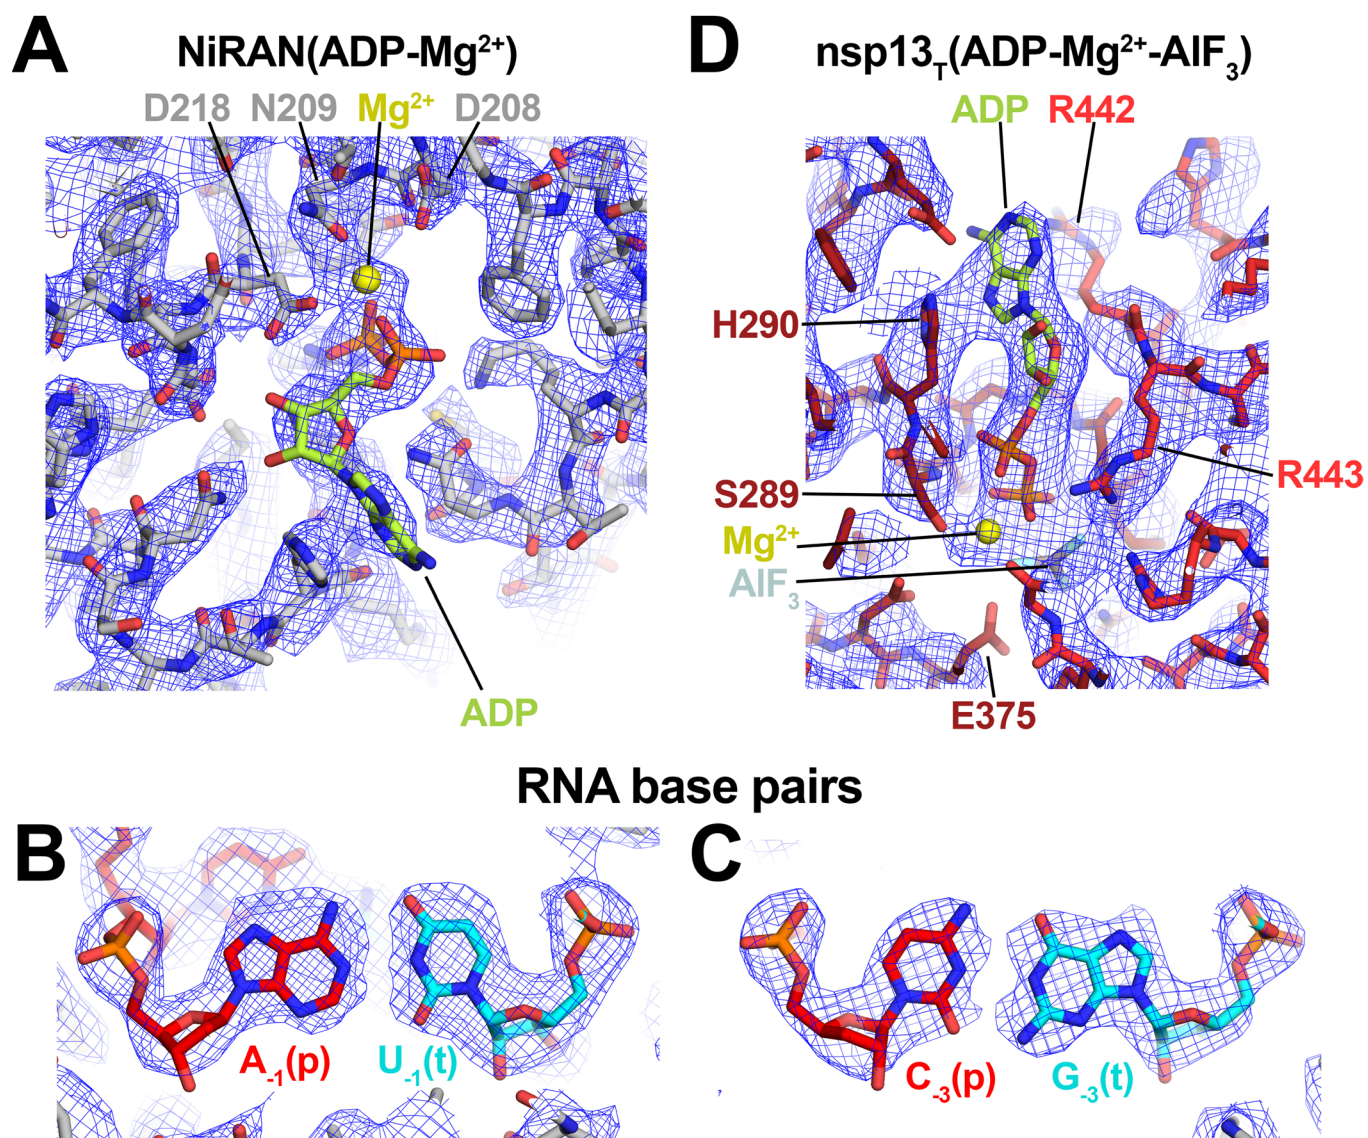 A
NiRAN(ADP-Mg²⁺)
D218 N209 Mg²⁺ D208
ADP
D
nsp13_T(ADP-Mg²⁺-AlF₃)
ADP R442
H290
S289
Mg²⁺
AlF₃
R443
E375
RNA base pairs
B
A₋₁(p) U₋₁(t)
C
C₋₃(p) G₋₃(t)